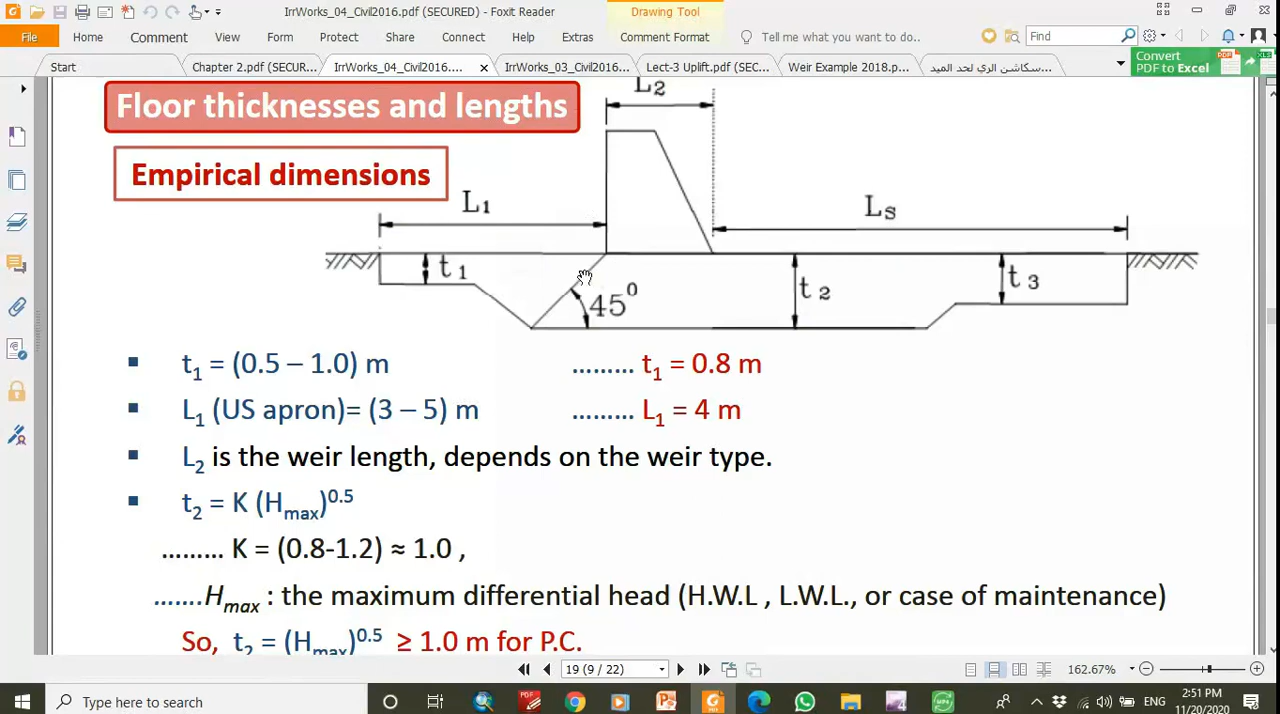 IrrWorks_04_Civil2016.pdf (SECURED) - Foxit Reader
Drawing Tool
File
Home
Comment
View
Form
Protect
Share
Connect
Help
Extras
Comment Format
Tell me what you want to do..
Find
Start
Chapter 2.pdf (SECUR...
IrrWorks_04_Civil2016.p...
IrrWorks_03_Civil2016...
Lect-3 Uplift.pdf (SEC...
Weir Example 2018.p...
سكاشن الري لحد الميد...
Convert
PDF to Excel
Floor thicknesses and lengths
Empirical dimensions
L2
L1
Ls
t1
45⁰
t2
t3
▪ t1 = (0.5 – 1.0) m ......... t1 = 0.8 m
▪ L1 (US apron)= (3 – 5) m ......... L1 = 4 m
▪ L2 is the weir length, depends on the weir type.
▪ t2 = K (Hmax)^0.5
......... K = (0.8-1.2) ≈ 1.0 ,
.......Hmax : the maximum differential head (H.W.L , L.W.L., or case of maintenance)
So, t2 = (Hmax)^0.5 ≥ 1.0 m for P.C.
19 (9 / 22)
162.67%
Type here to search
ENG
2:51 PM
11/20/2020